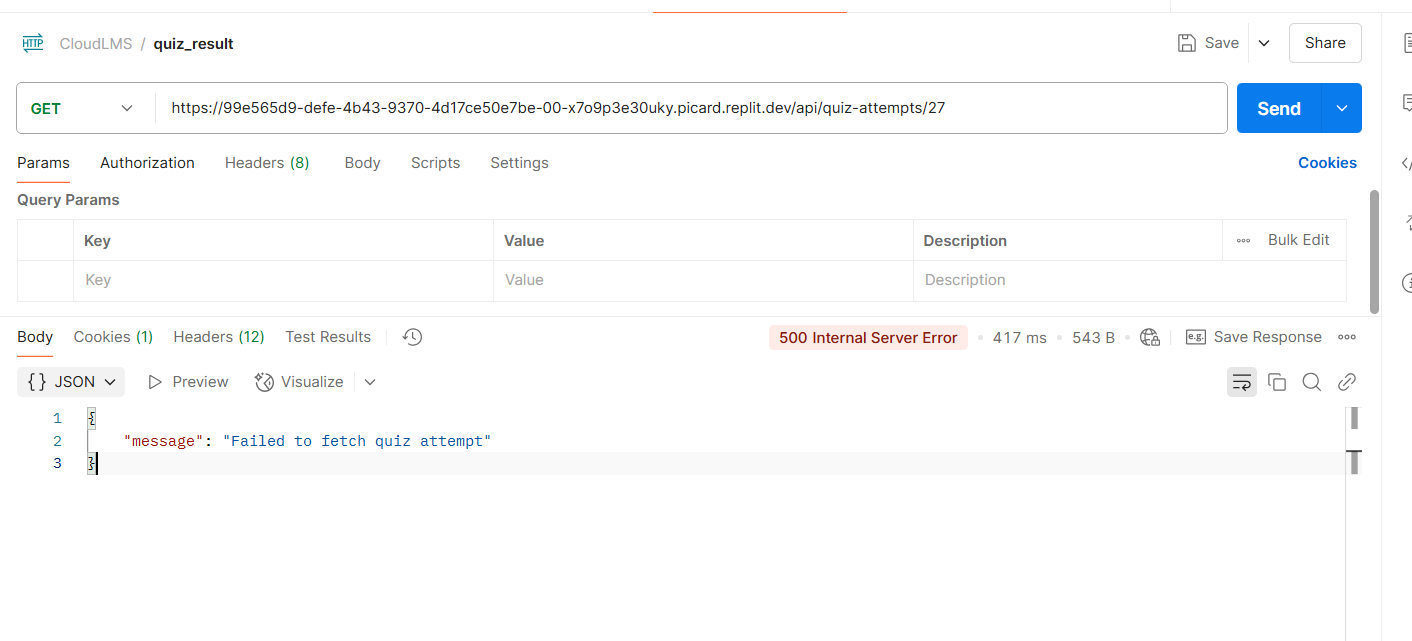 HTTP CloudLMS / quiz_result Save Share
GET https://99e565d9-defe-4b43-9370-4d17ce50e7be-00-x7o9p3e30uky.picard.replit.dev/api/quiz-attempts/27 Send
Params Authorization Headers (8) Body Scripts Settings Cookies
Query Params
Key Value Description Bulk Edit
Key Value Description
Body Cookies (1) Headers (12) Test Results 500 Internal Server Error • 417 ms • 543 B • e.g. Save Response
{} JSON Preview Visualize
1 {
2 "message": "Failed to fetch quiz attempt"
3 }